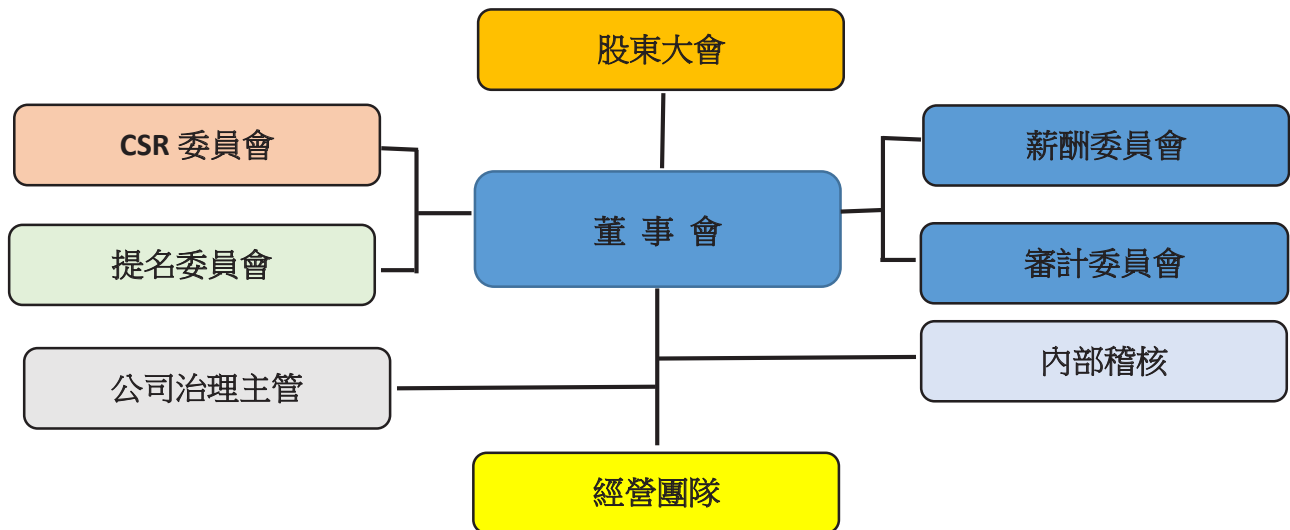 股東大會
CSR 委員會
薪酬委員會
董 事 會
提名委員會
審計委員會
公司治理主管
內部稽核
經營團隊